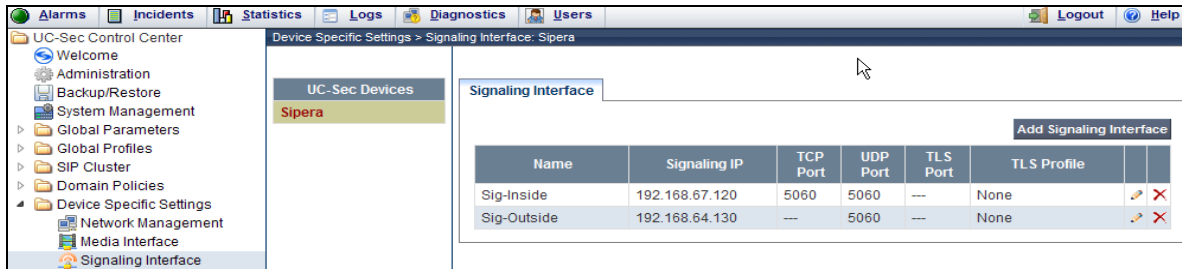 Alarms Incidents Statistics Logs Diagnostics Users Logout Help
UC-Sec Control Center
Welcome
Administration
Backup/Restore
System Management
Global Parameters
Global Profiles
SIP Cluster
Domain Policies
Device Specific Settings
Network Management
Media Interface
Signaling Interface
Device Specific Settings > Signaling Interface: Sipera
UC-Sec Devices
Sipera
Signaling Interface
Add Signaling Interface
Name Signaling IP TCP Port UDP Port TLS Port TLS Profile
Sig-Inside 192.168.67.120 5060 5060 --- None
Sig-Outside 192.168.64.130 --- 5060 --- None